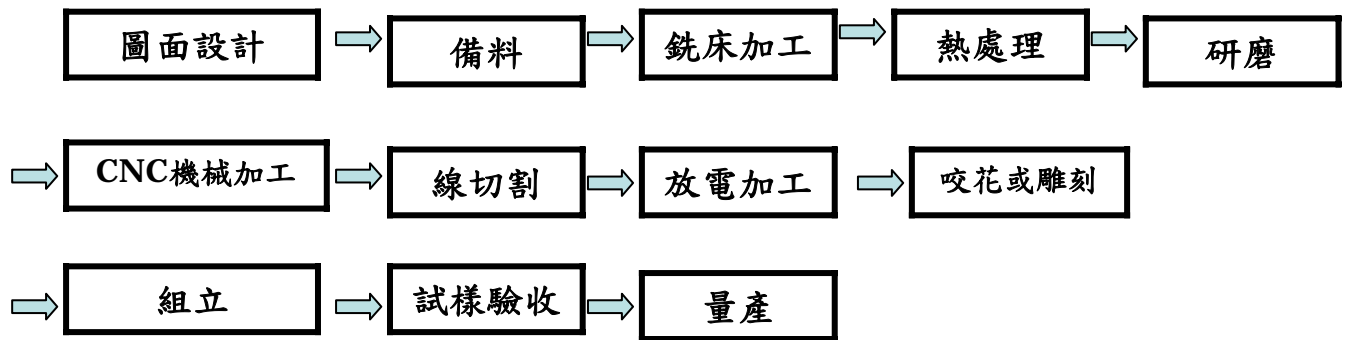 圖面設計 備料 銑床加工 熱處理 研磨
CNC機械加工 線切割 放電加工 咬花或雕刻
組立 試樣驗收 量產